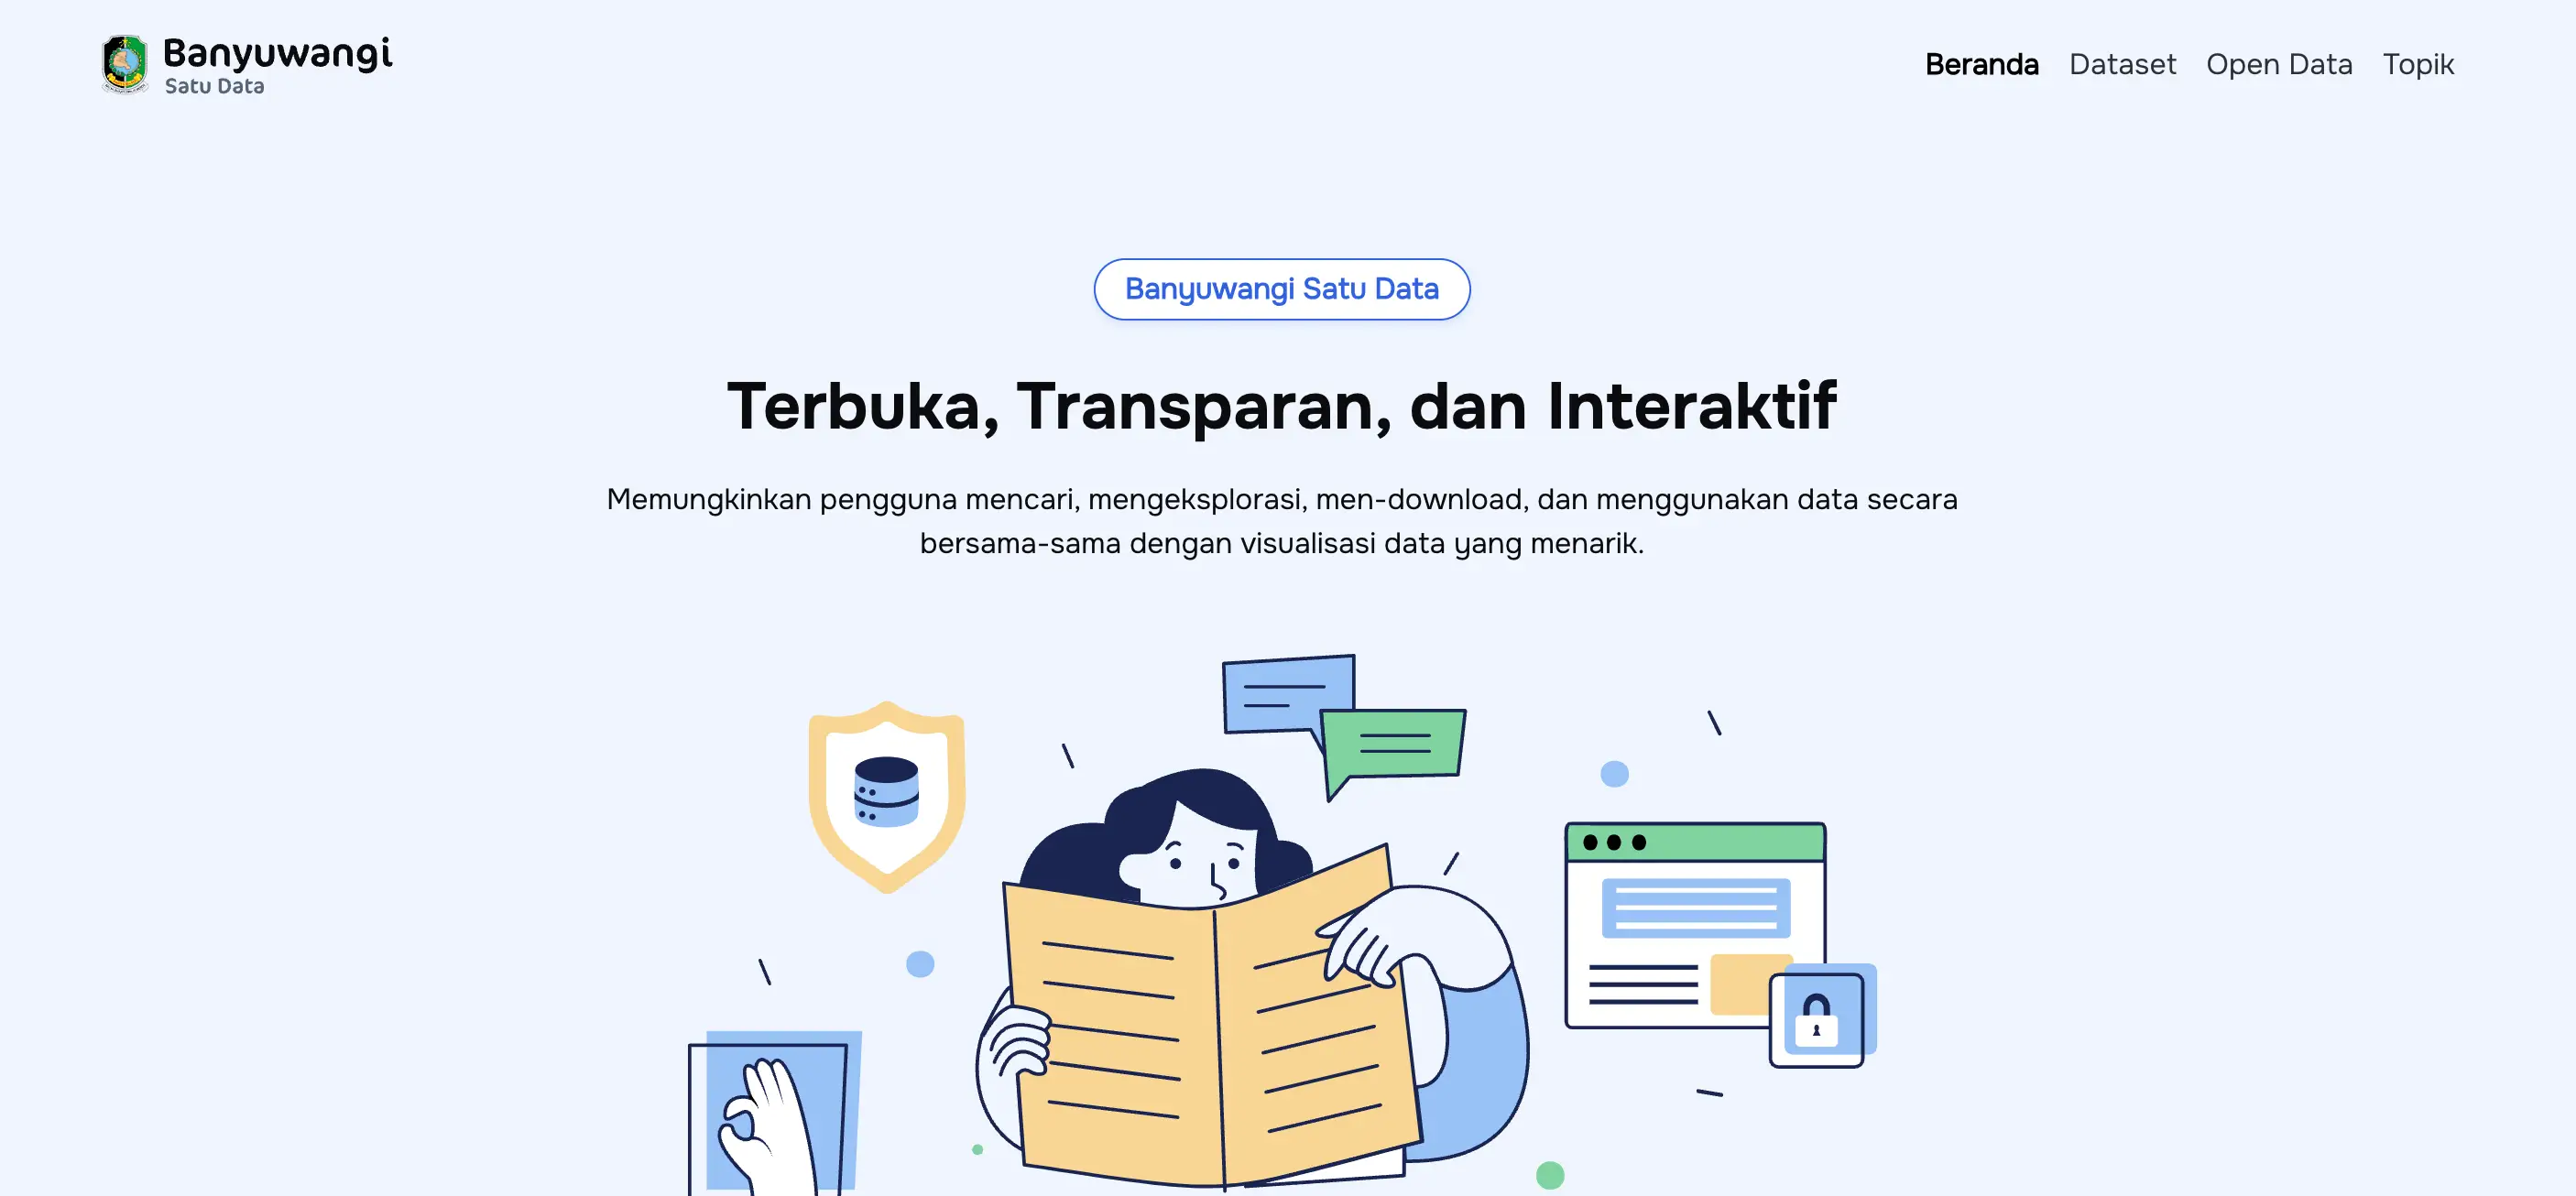 Banyuwangi
Satu Data
Beranda Dataset Open Data Topik
Banyuwangi Satu Data
Terbuka, Transparan, dan Interaktif
Memungkinkan pengguna mencari, mengeksplorasi, men-download, dan menggunakan data secara
bersama-sama dengan visualisasi data yang menarik.